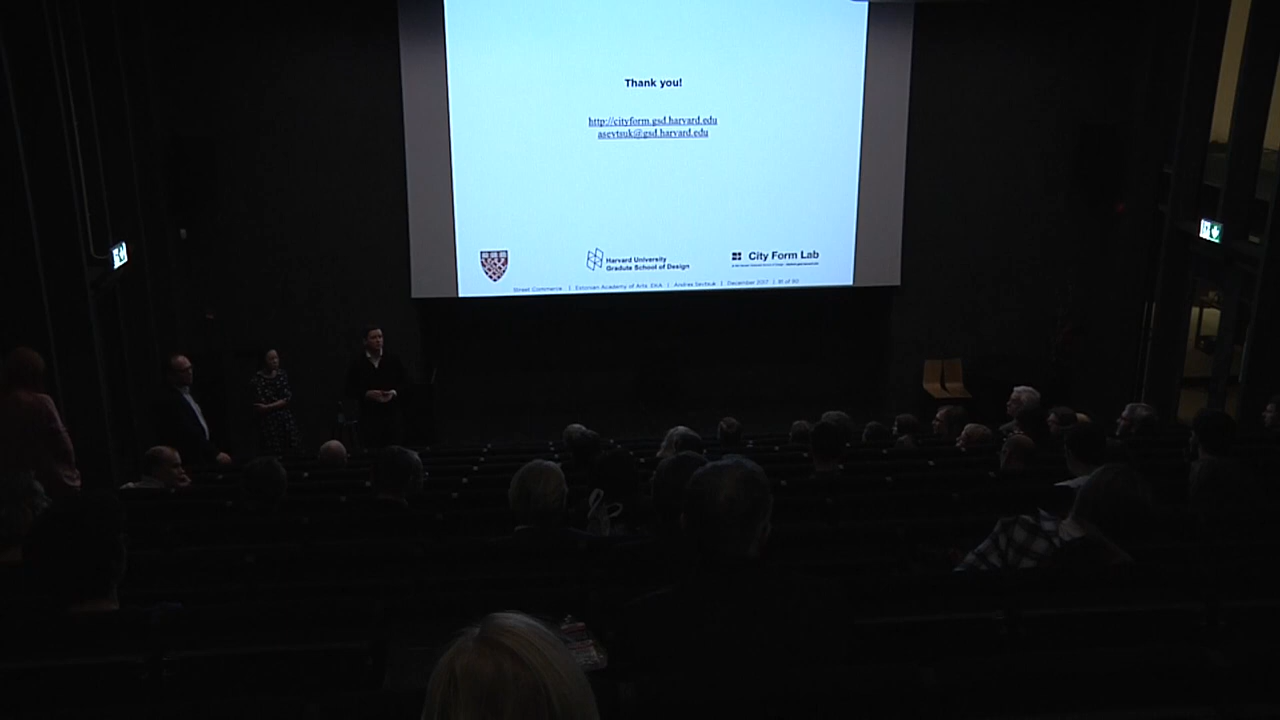 Thank you!
http://cityform.gsd.harvard.edu
asevtsuk@gsd.harvard.edu
Harvard University
Gradute School of Design
City Form Lab
Street Commerce | Estonian Academy of Arts EKA | Andres Sevtsuk | December 2017 |